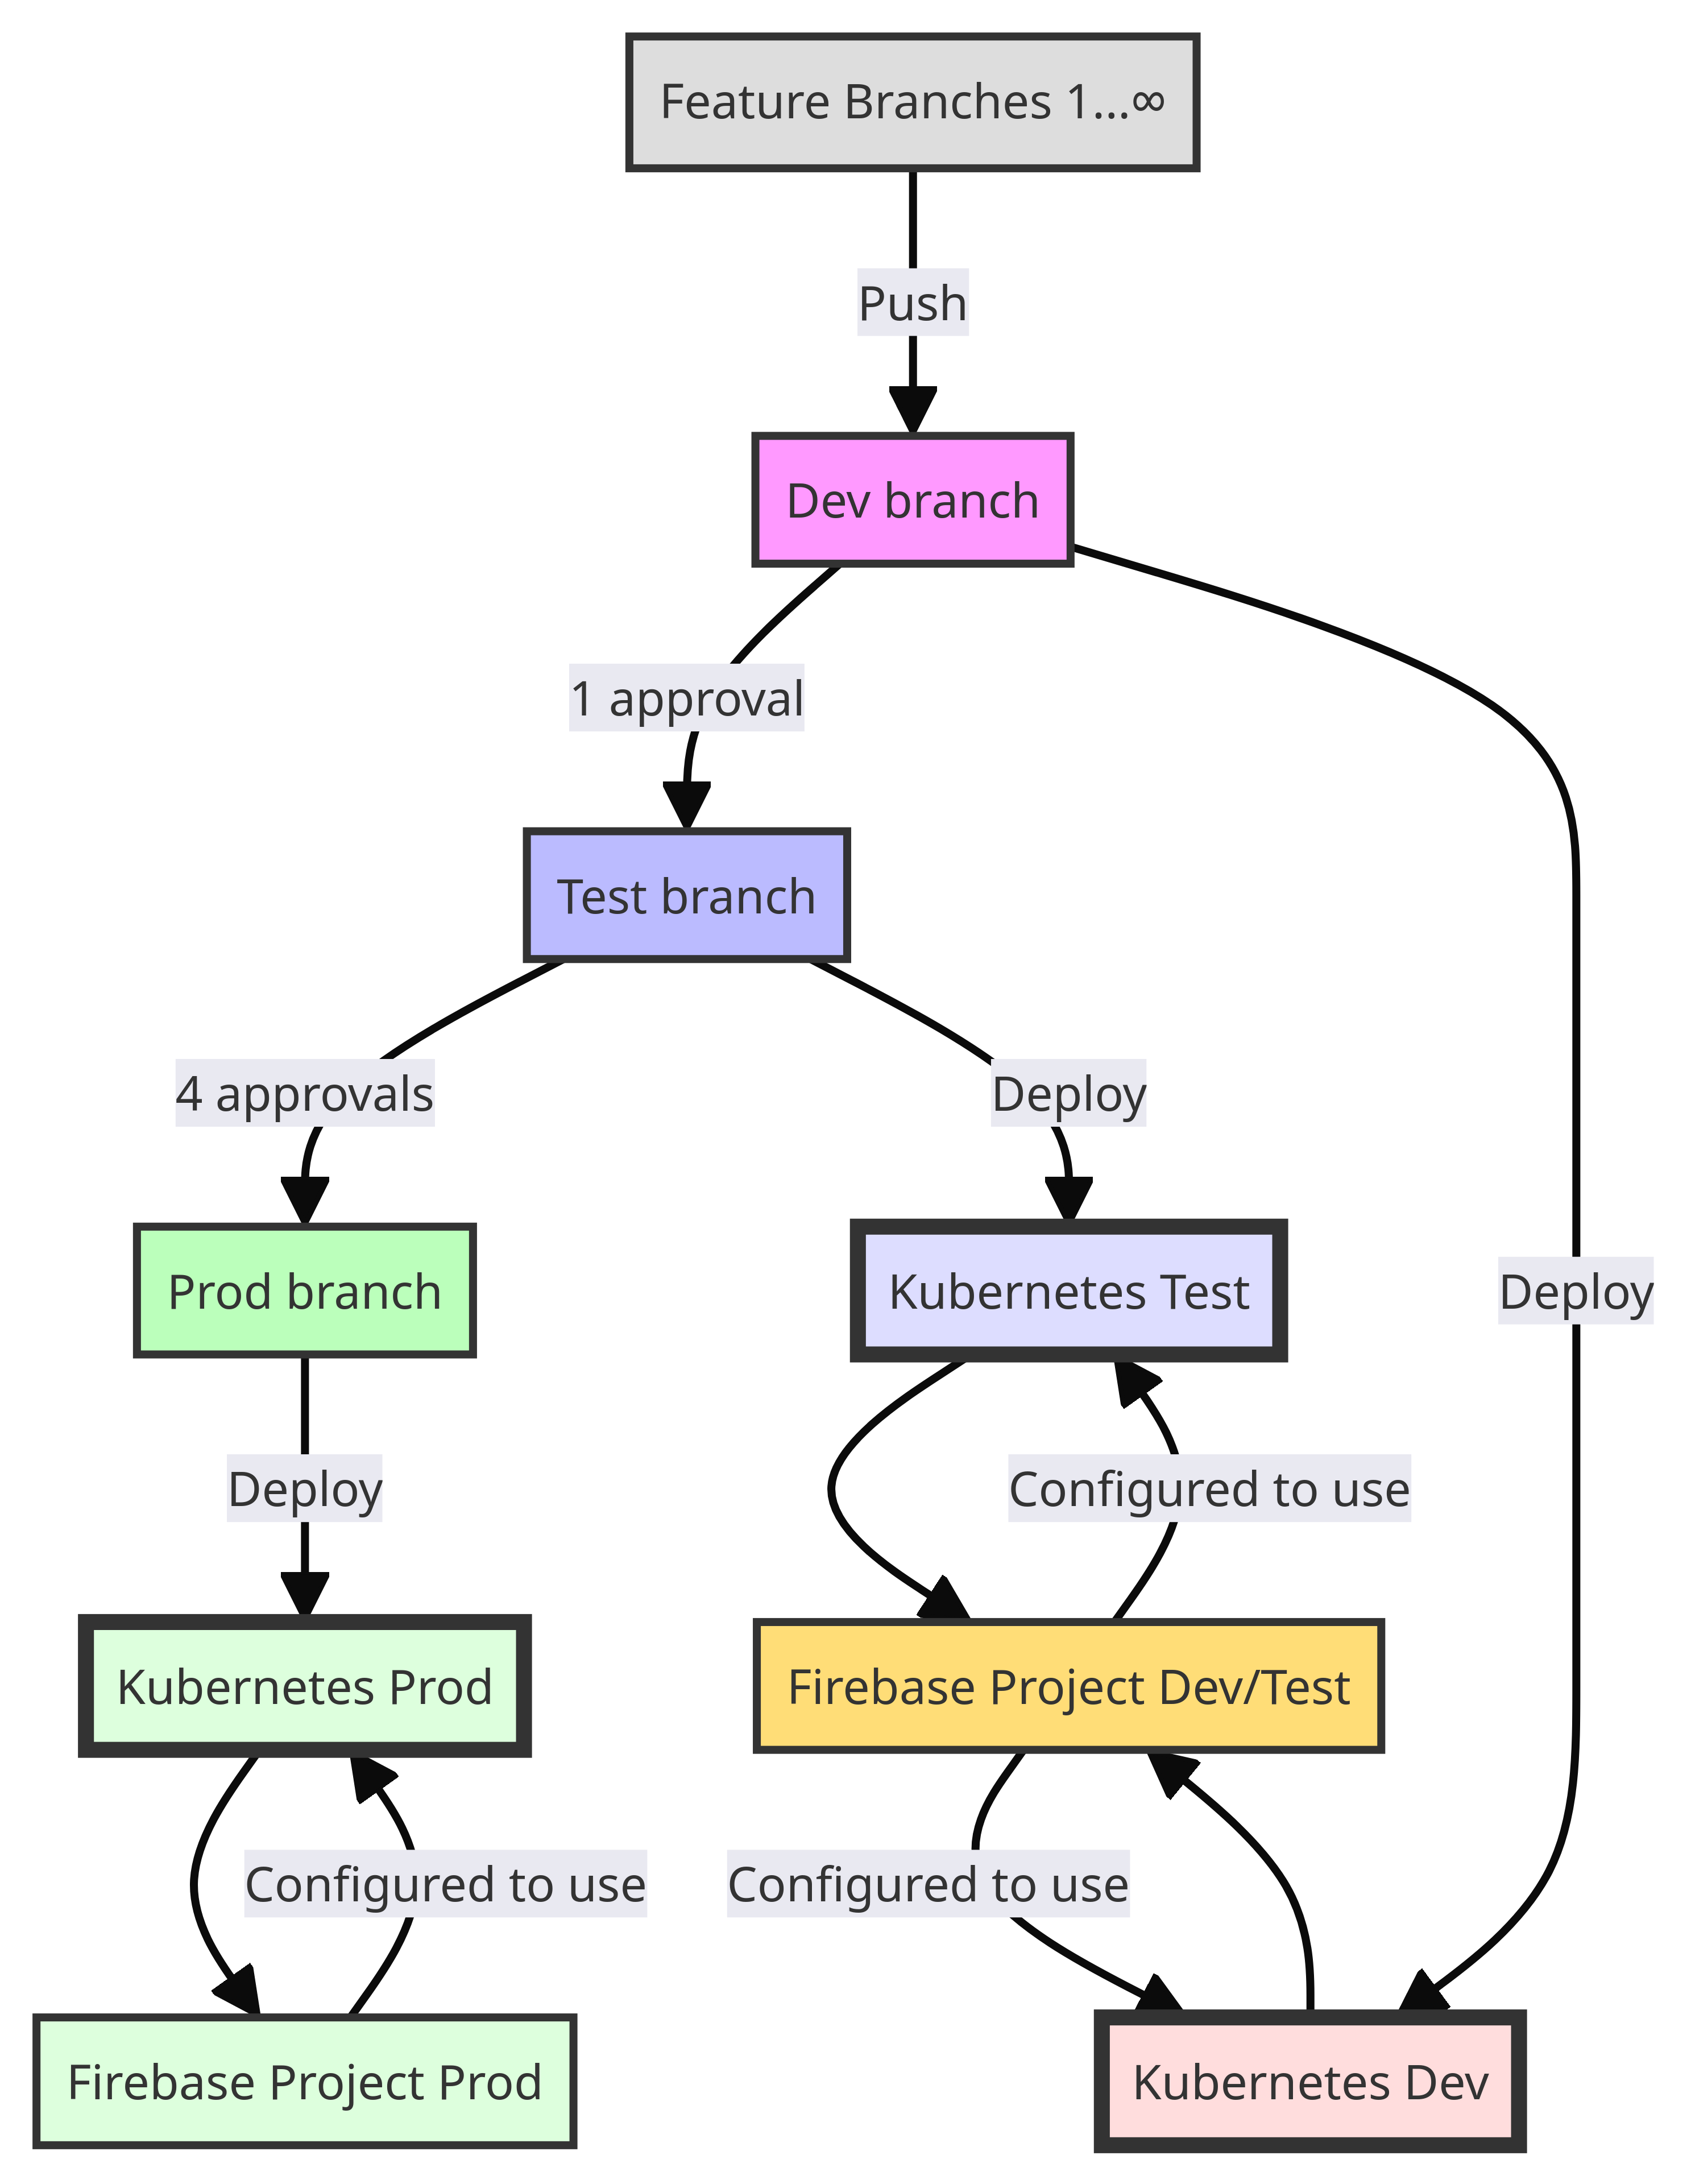 Feature Branches 1...∞
Push
Dev branch
1 approval
Test branch
4 approvals
Deploy
Prod branch
Kubernetes Test
Deploy
Deploy
Configured to use
Kubernetes Prod
Firebase Project Dev/Test
Configured to use
Configured to use
Firebase Project Prod
Kubernetes Dev